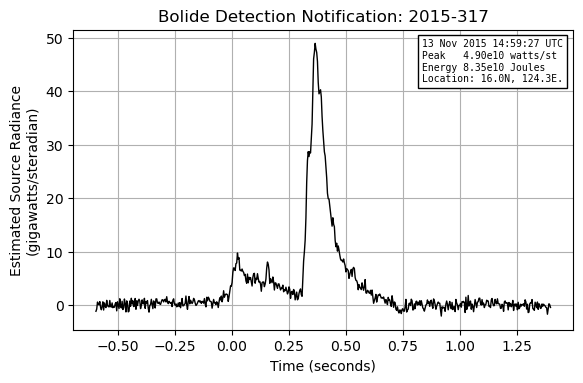 Bolide Detection Notification: 2015-317
13 Nov 2015 14:59:27 UTC
Peak   4.90e10 watts/st
Energy 8.35e10 Joules
Location: 16.0N, 124.3E.
Estimated Source Radiance
(gigawatts/steradian)
50
40
30
20
10
0
−0.50 −0.25 0.00 0.25 0.50 0.75 1.00 1.25
Time (seconds)